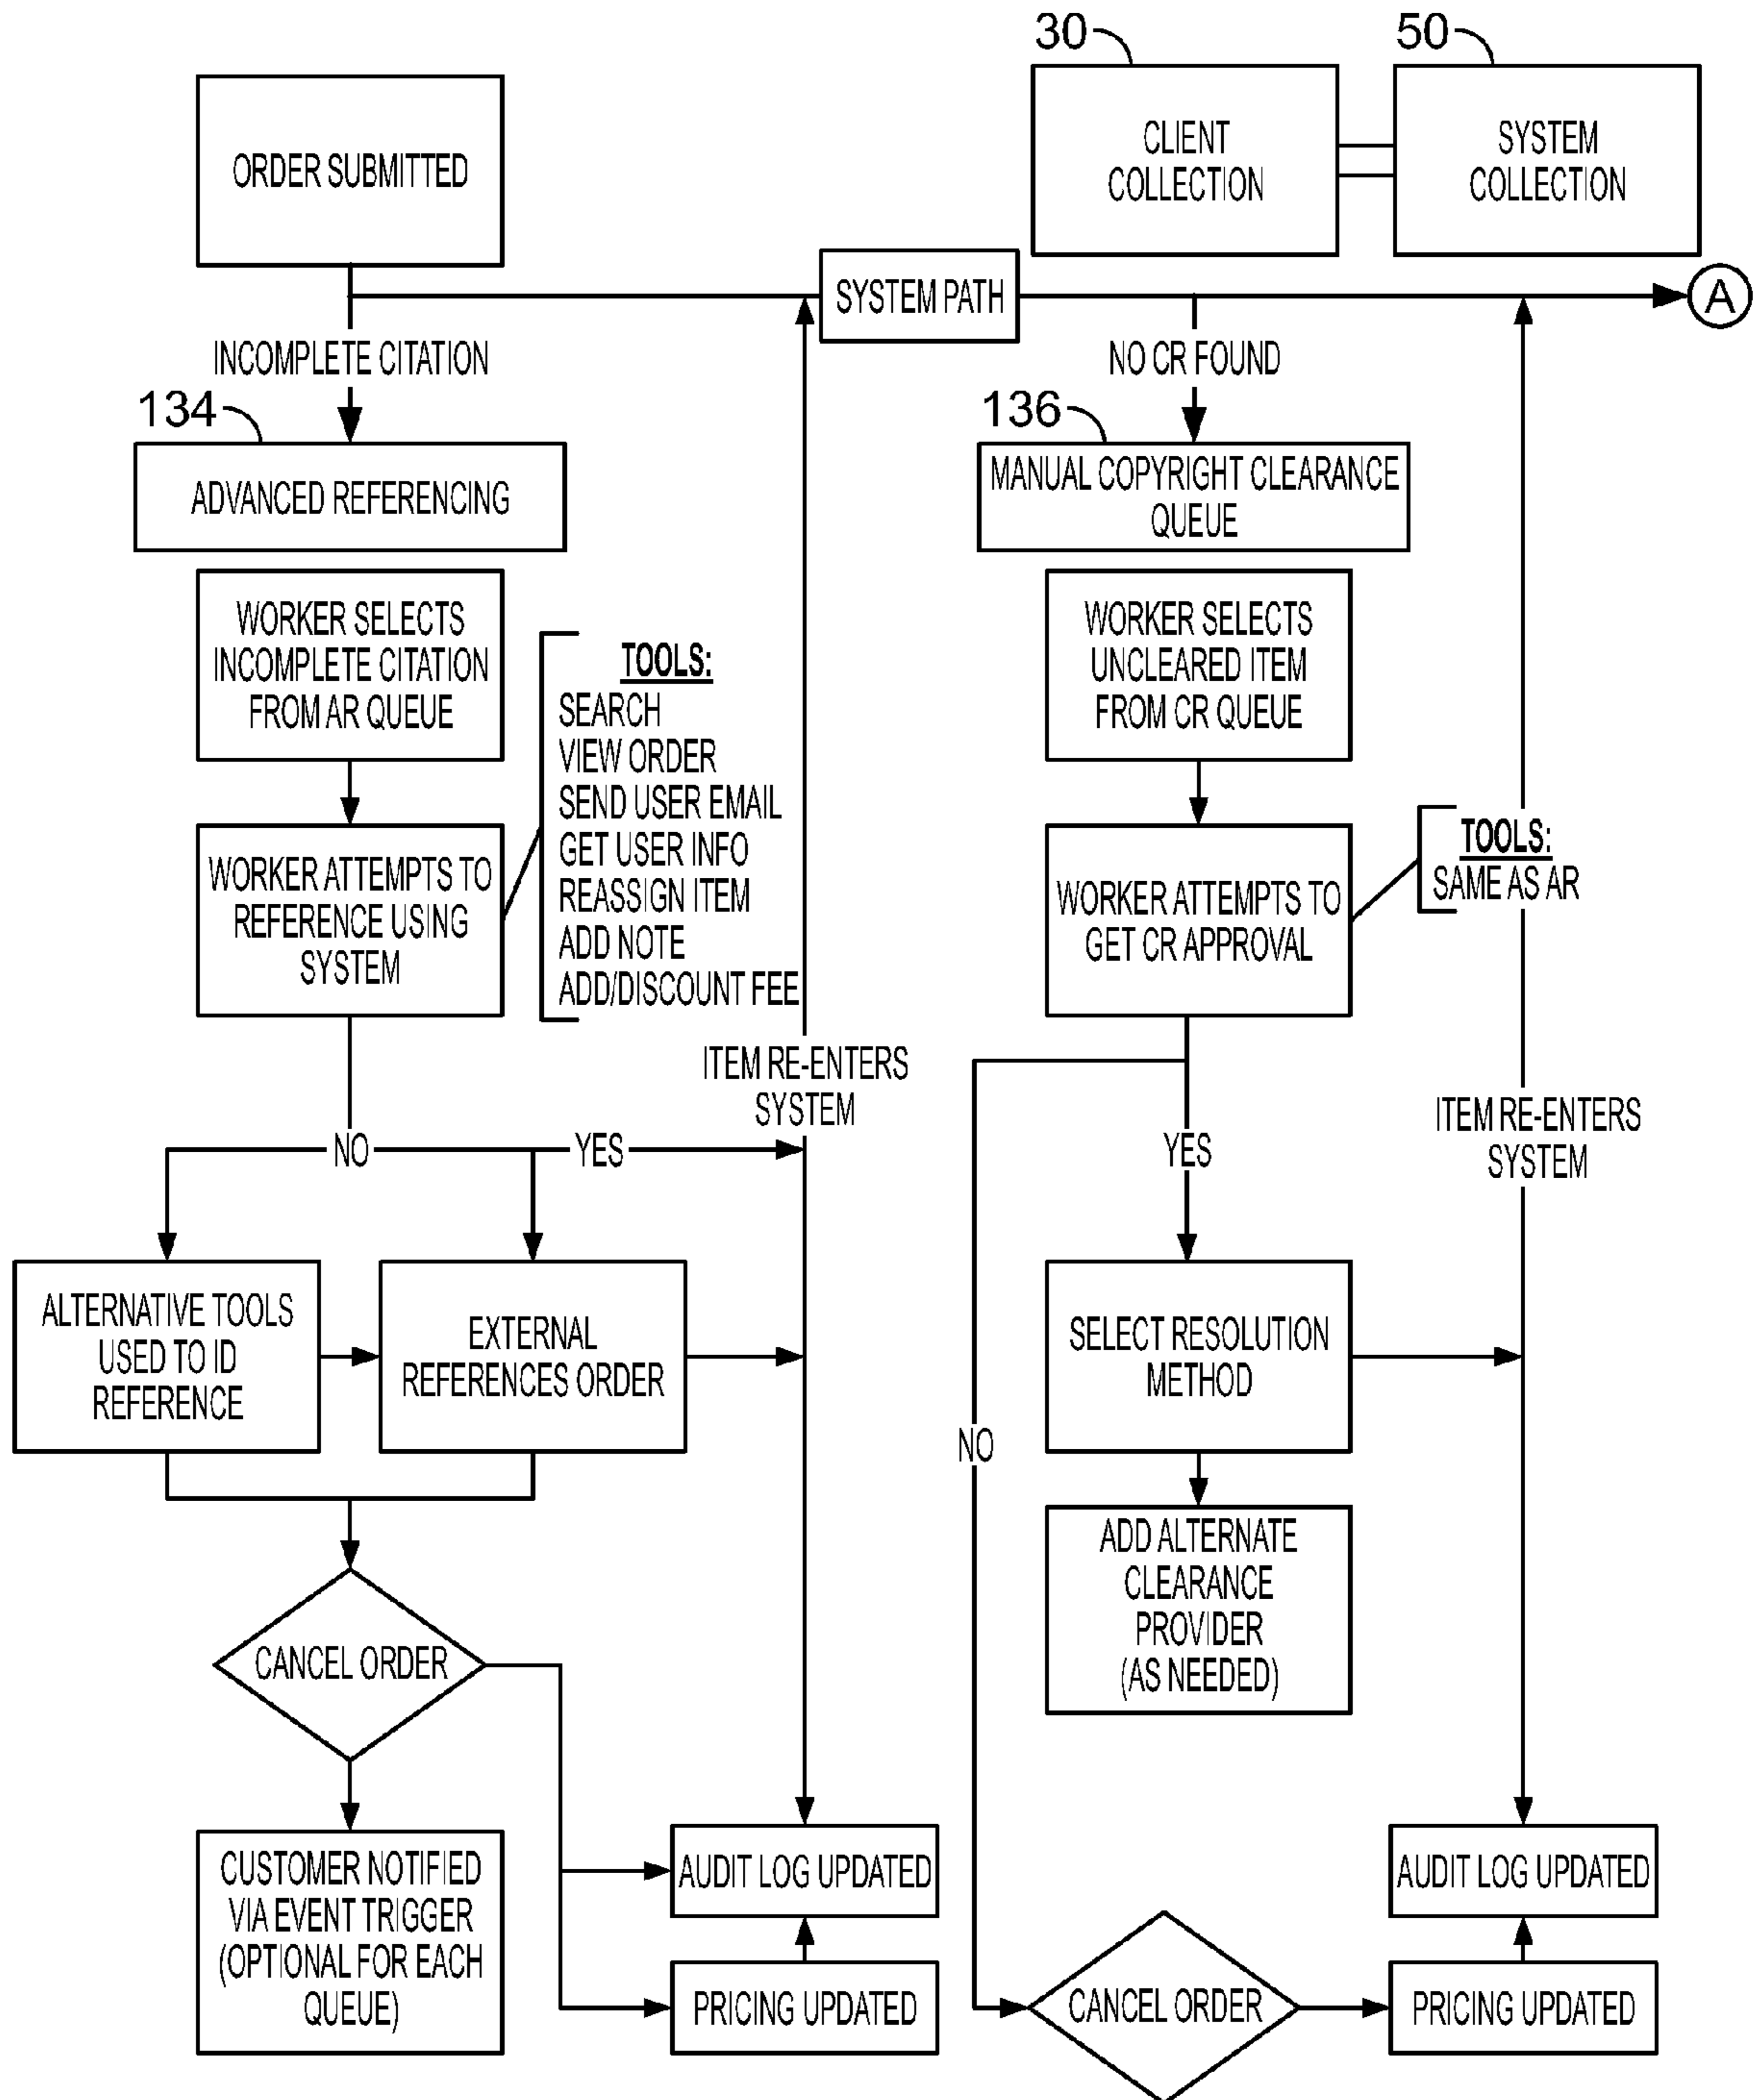 30
50
ORDER SUBMITTED
CLIENT
COLLECTION
SYSTEM
COLLECTION
SYSTEM PATH
A
INCOMPLETE CITATION
NO CR FOUND
134
ADVANCED REFERENCING
136
MANUAL COPYRIGHT CLEARANCE
QUEUE
WORKER SELECTS
INCOMPLETE CITATION
FROM AR QUEUE
TOOLS:
SEARCH
VIEW ORDER
SEND USER EMAIL
GET USER INFO
REASSIGN ITEM
ADD NOTE
ADD/DISCOUNT FEE
WORKER SELECTS
UNCLEARED ITEM
FROM CR QUEUE
WORKER ATTEMPTS TO
REFERENCE USING
SYSTEM
WORKER ATTEMPTS TO
GET CR APPROVAL
TOOLS:
SAME AS AR
ITEM RE-ENTERS
SYSTEM
ITEM RE-ENTERS
SYSTEM
NO
YES
YES
ALTERNATIVE TOOLS
USED TO ID
REFERENCE
EXTERNAL
REFERENCES ORDER
SELECT RESOLUTION
METHOD
NO
ADD ALTERNATE
CLEARANCE
PROVIDER
(AS NEEDED)
CANCEL ORDER
CUSTOMER NOTIFIED
VIA EVENT TRIGGER
(OPTIONAL FOR EACH
QUEUE)
AUDIT LOG UPDATED
PRICING UPDATED
CANCEL ORDER
AUDIT LOG UPDATED
PRICING UPDATED